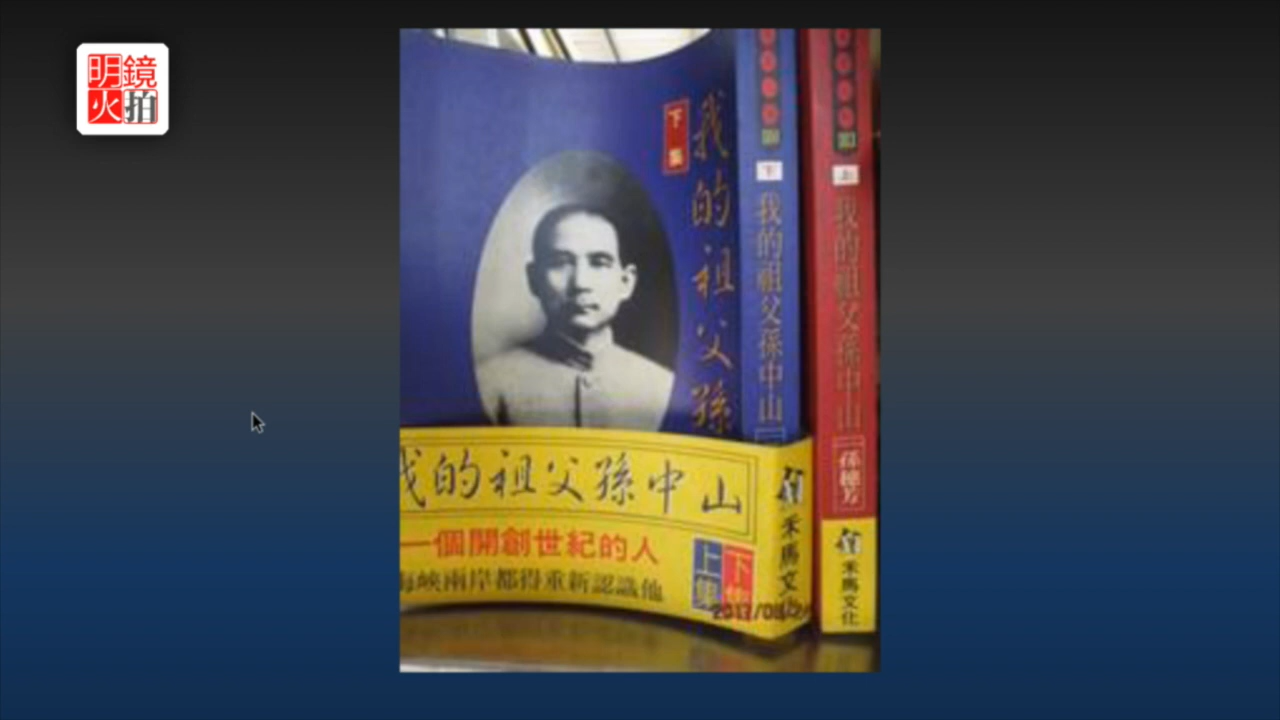 明鏡
火拍
下集
我的祖父孫
我的祖父孫中山
一個開創世紀的人
海峽兩岸都得重新認識他
上集
下集
下
我的祖父孫中山
禾馬文化
上
我的祖父孫中山
孫穗芳
禾馬文化